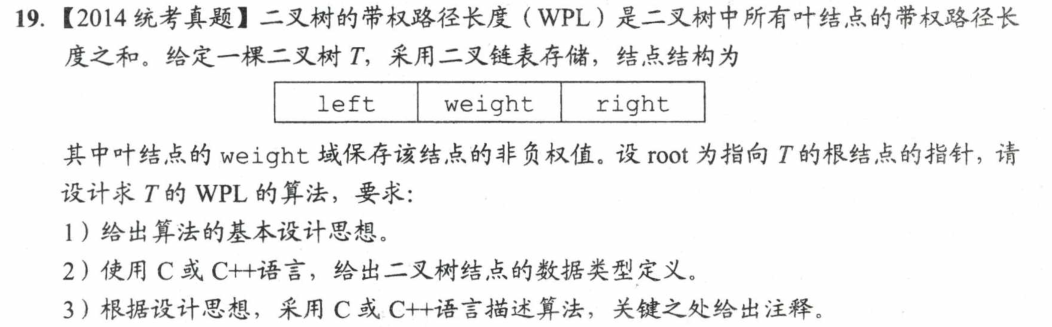 19.【2014 统考真题】二叉树的带权路径长度（WPL）是二叉树中所有叶结点的带权路径长
度之和。给定一棵二叉树 T，采用二叉链表存储，结点结构为
left weight right
其中叶结点的 weight 域保存该结点的非负权值。设 root 为指向 T 的根结点的指针，请
设计求 T 的 WPL 的算法，要求：
1）给出算法的基本设计思想。
2）使用 C 或 C++语言，给出二叉树结点的数据类型定义。
3）根据设计思想，采用 C 或 C++语言描述算法，关键之处给出注释。